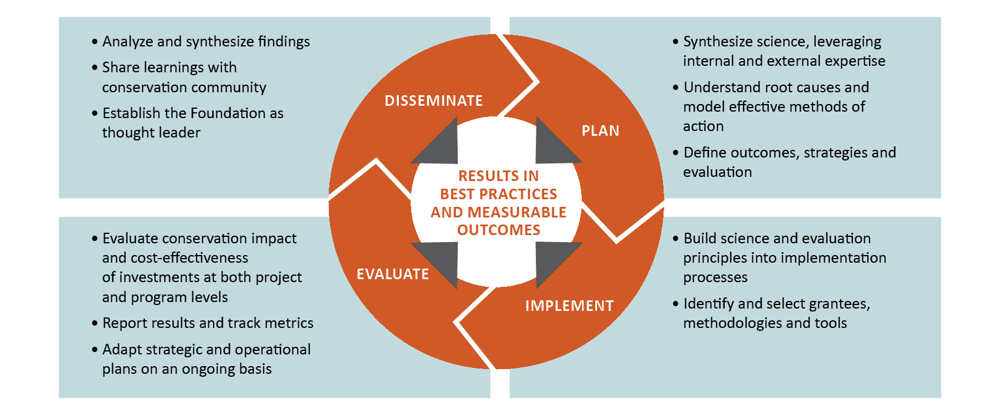 • Analyze and synthesize findings
• Share learnings with
conservation community
• Establish the Foundation as
thought leader
• Synthesize science, leveraging
internal and external expertise
• Understand root causes and
model effective methods of
action
• Define outcomes, strategies and
evaluation
DISSEMINATE
PLAN
RESULTS IN
BEST PRACTICES
AND MEASURABLE
OUTCOMES
EVALUATE
IMPLEMENT
• Evaluate conservation impact
and cost-effectiveness
of investments at both project
and program levels
• Report results and track metrics
• Adapt strategic and operational
plans on an ongoing basis
• Build science and evaluation
principles into implementation
processes
• Identify and select grantees,
methodologies and tools